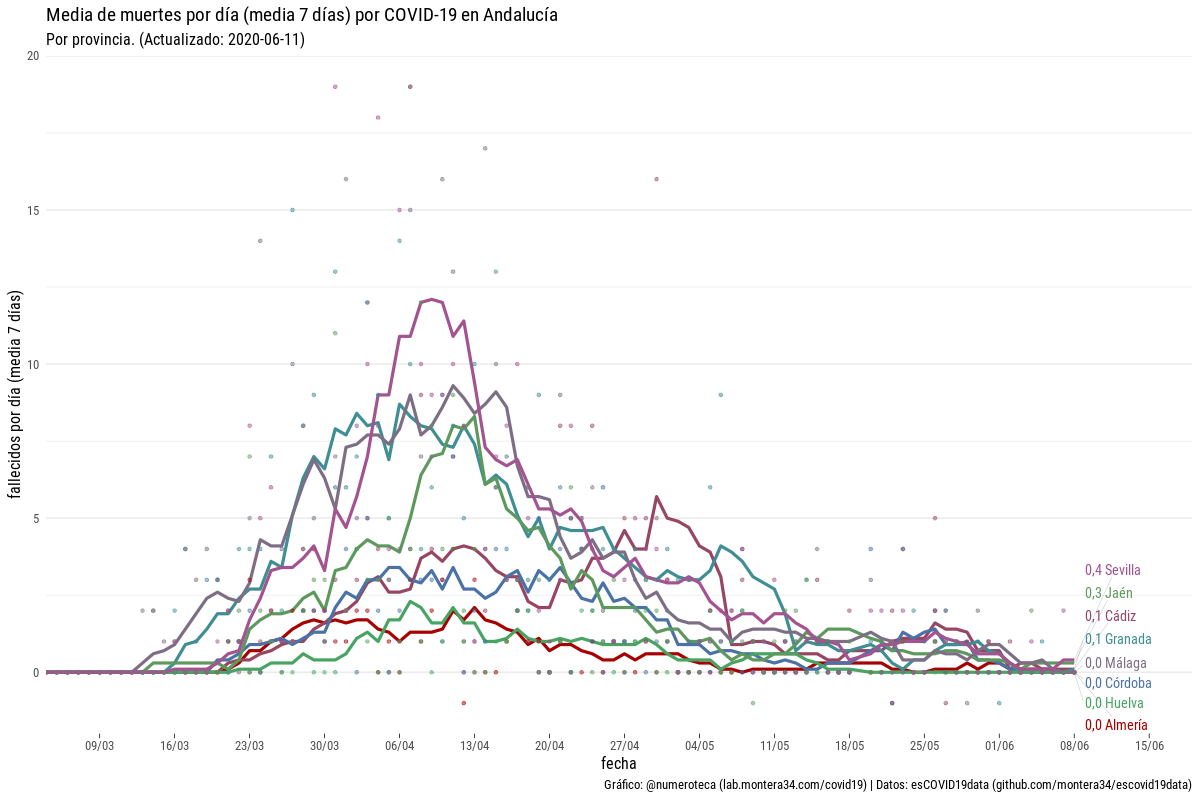 Media de muertes por día (media 7 días) por COVID-19 en Andalucía
Por provincia. (Actualizado: 2020-06-11)
fallecidos por día (media 7 días)
20
15
10
5
0
0,4 Sevilla
0,3 Jaén
0,1 Cádiz
0,1 Granada
0,0 Málaga
0,0 Córdoba
0,0 Huelva
0,0 Almería
09/03 16/03 23/03 30/03 06/04 13/04 20/04 27/04 04/05 11/05 18/05 25/05 01/06 08/06 15/06
fecha
Gráfico: @numeroteca (lab.montera34.com/covid19) | Datos: esCOVID19data (github.com/montera34/escovid19data)